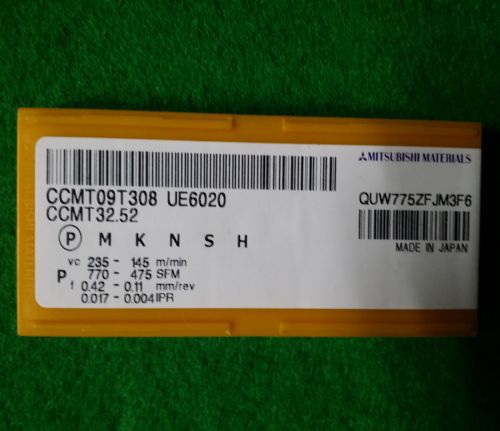 MITSUBISHI MATERIALS
CCMT09T308 UE6020
CCMT32.52
QUW775ZFJM3F6
MADE IN JAPAN
P M K N S H
P
vc 235 - 145 m/min
770 - 475 SFM
f 0.42 - 0.11 mm/rev
0.017 - 0.004 IPR